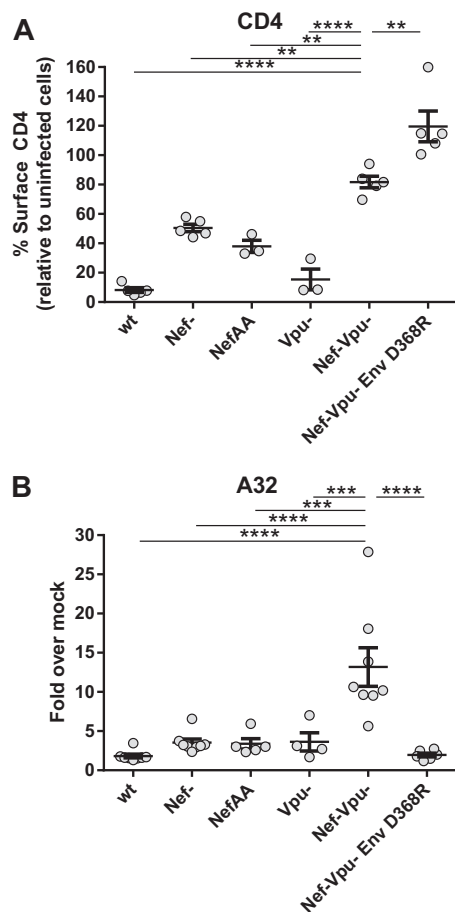 A
CD4
****
**
**
**
****
% Surface CD4
(relative to uninfected cells)
160
140
120
100
80
60
40
20
0
wt
Nef-
NefAA
Vpu-
Nef-Vpu-
Nef-Vpu- Env D368R
B
A32
***
****
***
****
****
Fold over mock
30
25
20
15
10
5
0
wt
Nef-
NefAA
Vpu-
Nef-Vpu-
Nef-Vpu- Env D368R